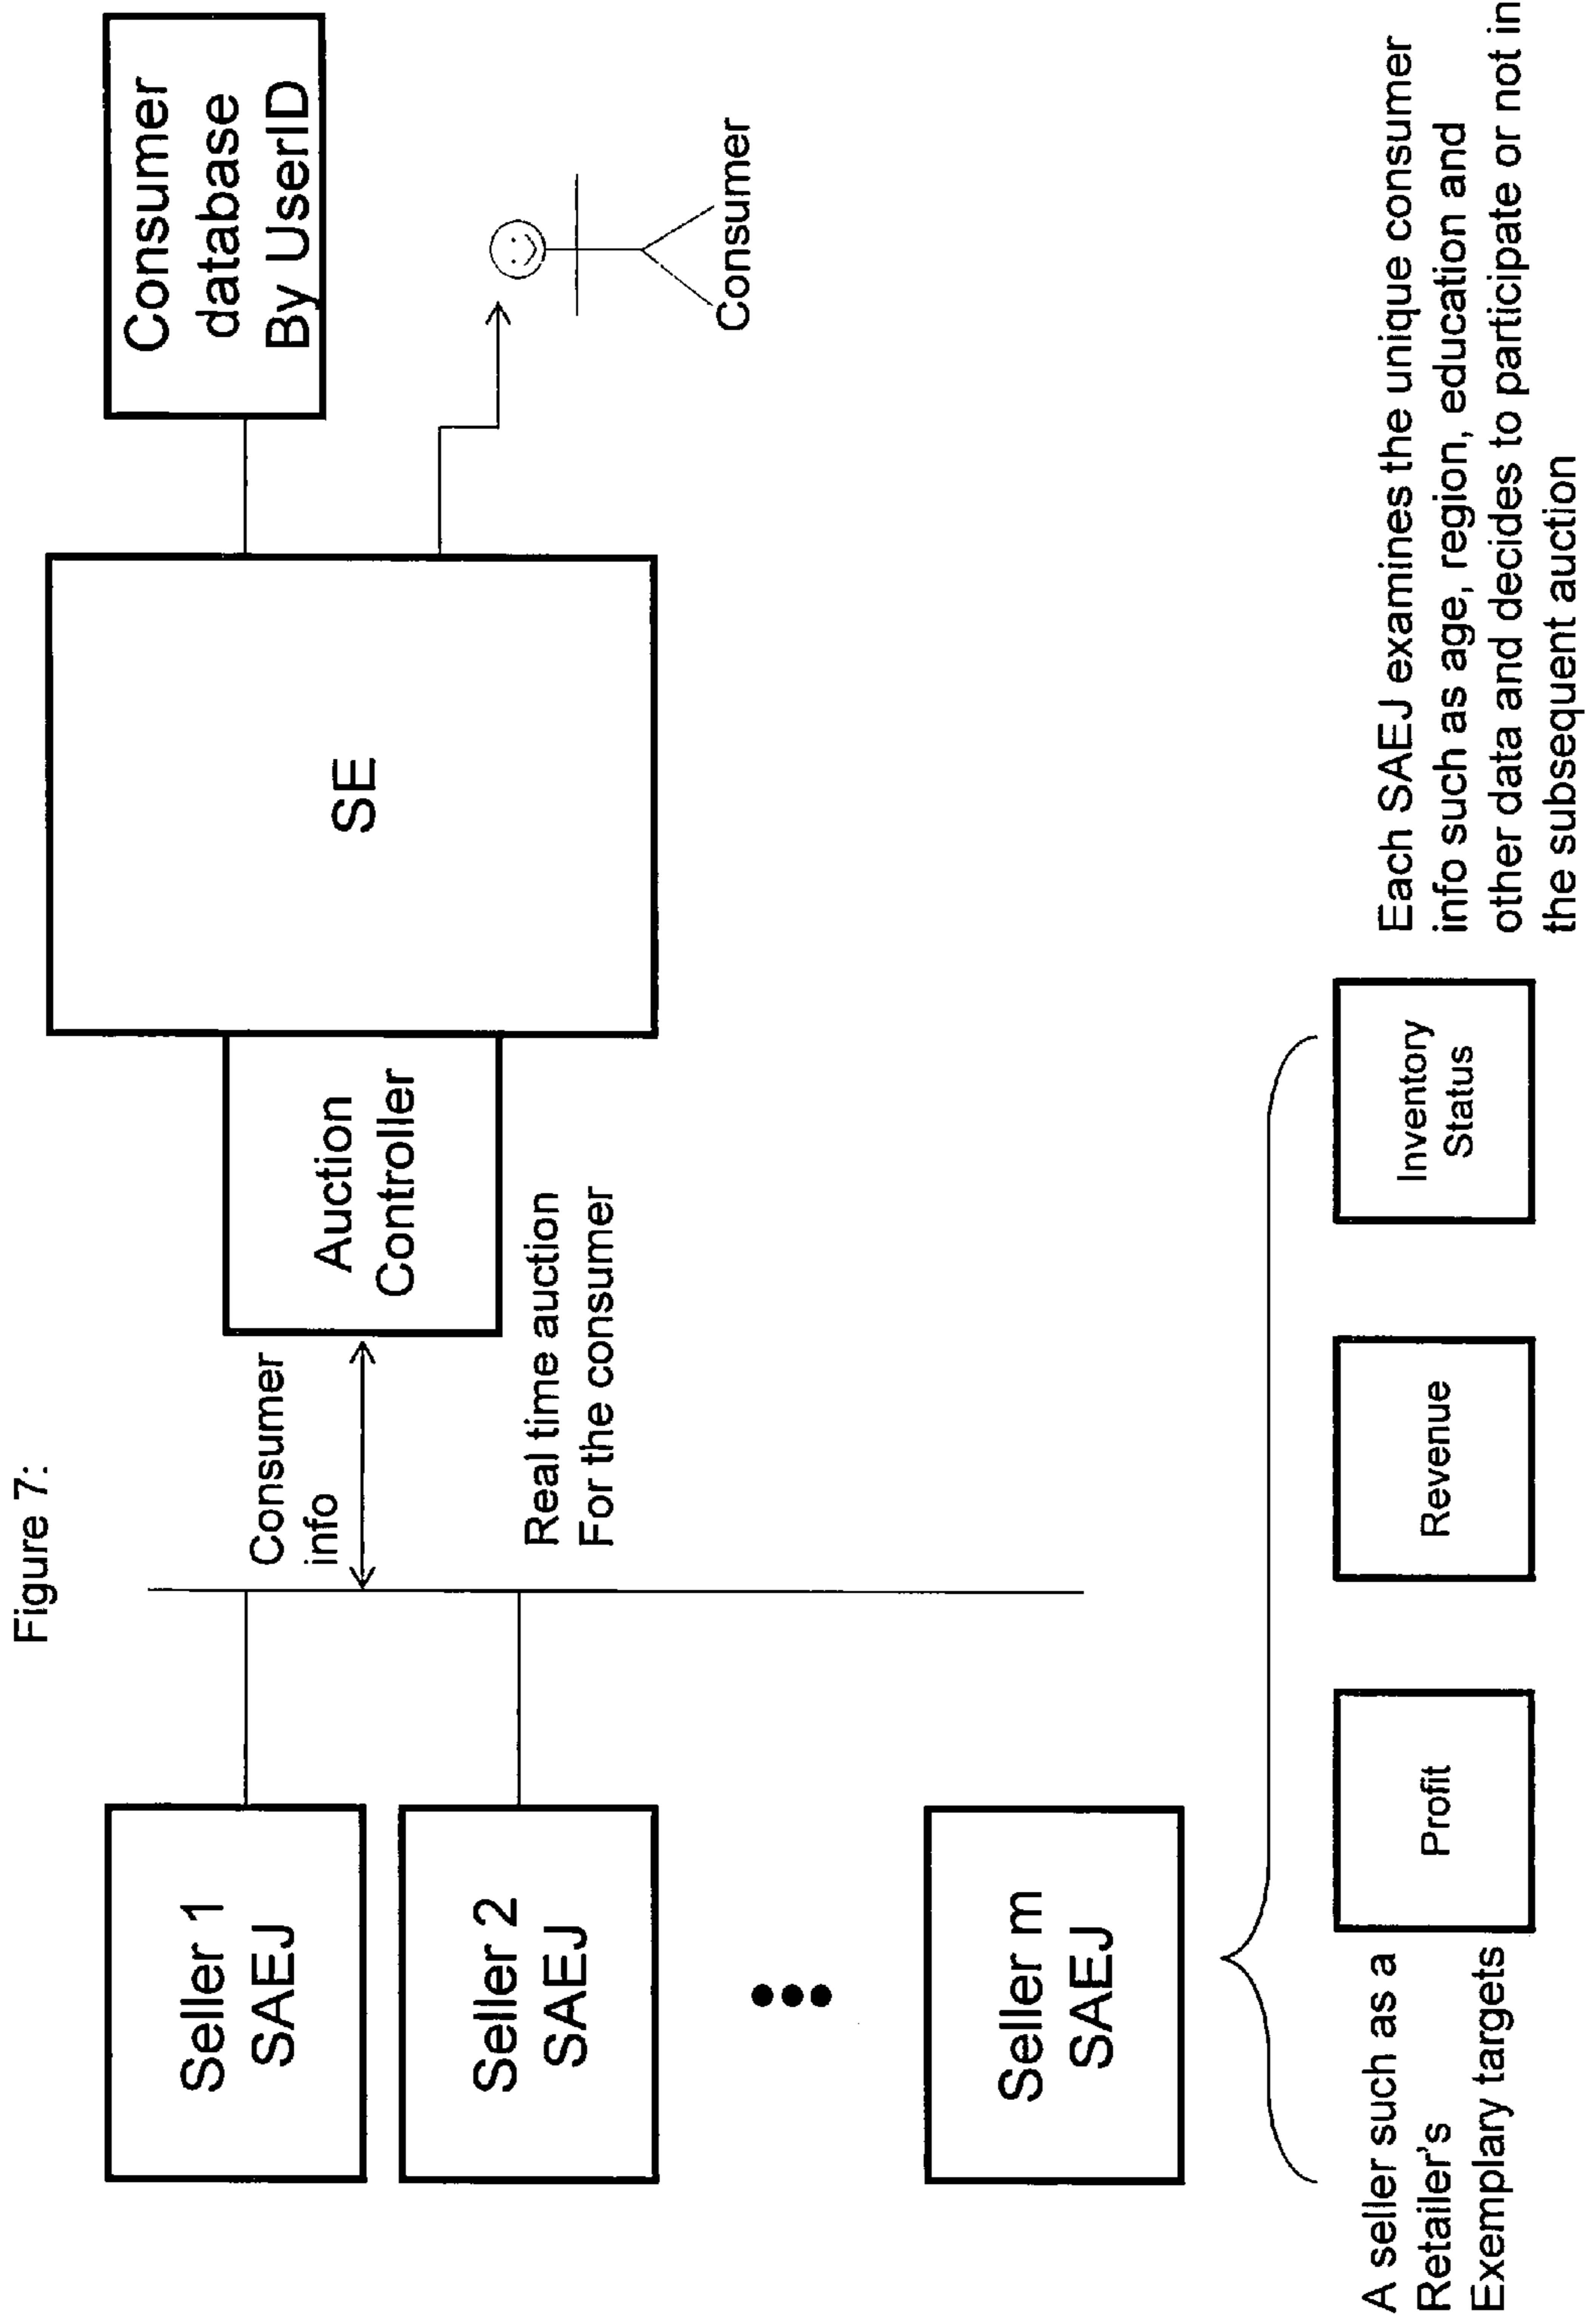 Figure 7:
Seller 1
SAEJ
Seller 2
SAEJ
Seller m
SAEJ
Consumer
info
Real time auction
For the consumer
Auction
Controller
SE
Consumer
database
By UserID
Consumer
A seller such as a
Retailer's
Exemplary targets
Profit
Revenue
Inventory
Status
Each SAEJ examines the unique consumer
info such as age, region, education and
other data and decides to participate or not in
the subsequent auction